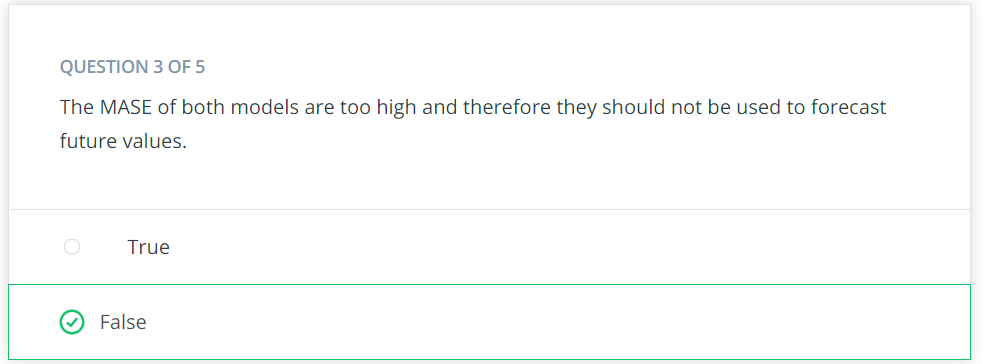 QUESTION 3 OF 5
The MASE of both models are too high and therefore they should not be used to forecast
future values.
True
False